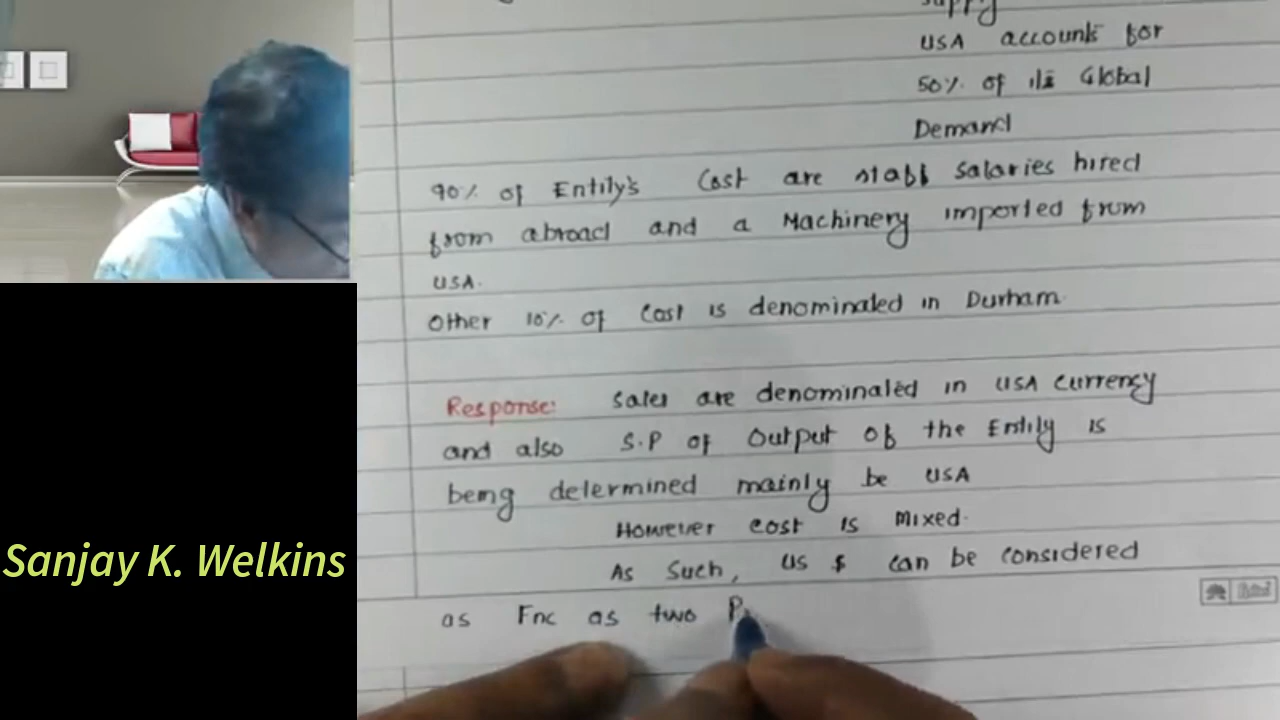 supply
USA accounts for
50% of its Global
Demand
90% of Entity's Cost are staff salaries hired
from abroad and a Machinery imported from
USA.
Other 10% of Cost is denominated in Durham.
Response: Sales are denominated in USA currency
and also S.P of Output of the Entity is
being determined mainly be USA
However cost is Mixed.
As Such, US $ can be considered
as Fnc as two P
Sanjay K. Welkins